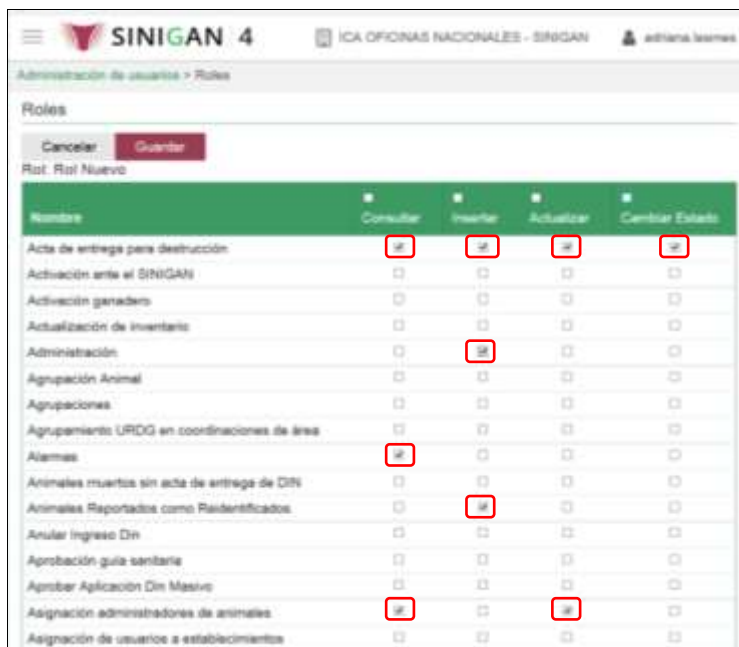 SINIGAN 4 ICA OFICINAS NACIONALES - SINIGAN adriana lesmes
Administración de usuarios > Roles
Roles
Cancelar Guardar
Rol: Rol Nuevo
Nombre Consultar Insertar Actualizar Cambiar Estado
Acta de entrega para destrucción
Activación ante el SINIGAN
Activación ganadero
Actualización de inventario
Administración
Agrupación Animal
Agrupaciones
Agrupamiento URDG en coordinaciones de área
Alarmas
Animales muertos sin acta de entrega de DIN
Animales Reportados como Reidentificados
Anular Ingreso Din
Aprobación guía sanitaria
Aprobar Aplicación Din Masivo
Asignación administradores de animales
Asignación de usuarios a establecimientos